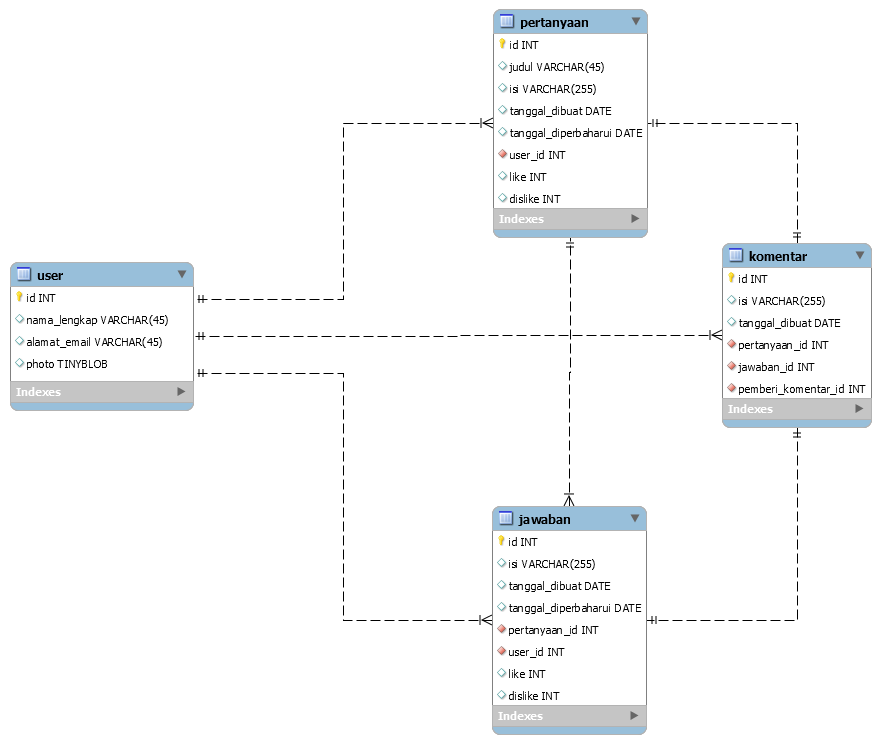 pertanyaan
id INT
judul VARCHAR(45)
isi VARCHAR(255)
tanggal_dibuat DATE
tanggal_diperbaharui DATE
user_id INT
like INT
dislike INT
Indexes
user
id INT
nama_lengkap VARCHAR(45)
alamat_email VARCHAR(45)
photo TINYBLOB
Indexes
komentar
id INT
isi VARCHAR(255)
tanggal_dibuat DATE
pertanyaan_id INT
jawaban_id INT
pemberi_komentar_id INT
Indexes
jawaban
id INT
isi VARCHAR(255)
tanggal_dibuat DATE
tanggal_diperbaharui DATE
pertanyaan_id INT
user_id INT
like INT
dislike INT
Indexes